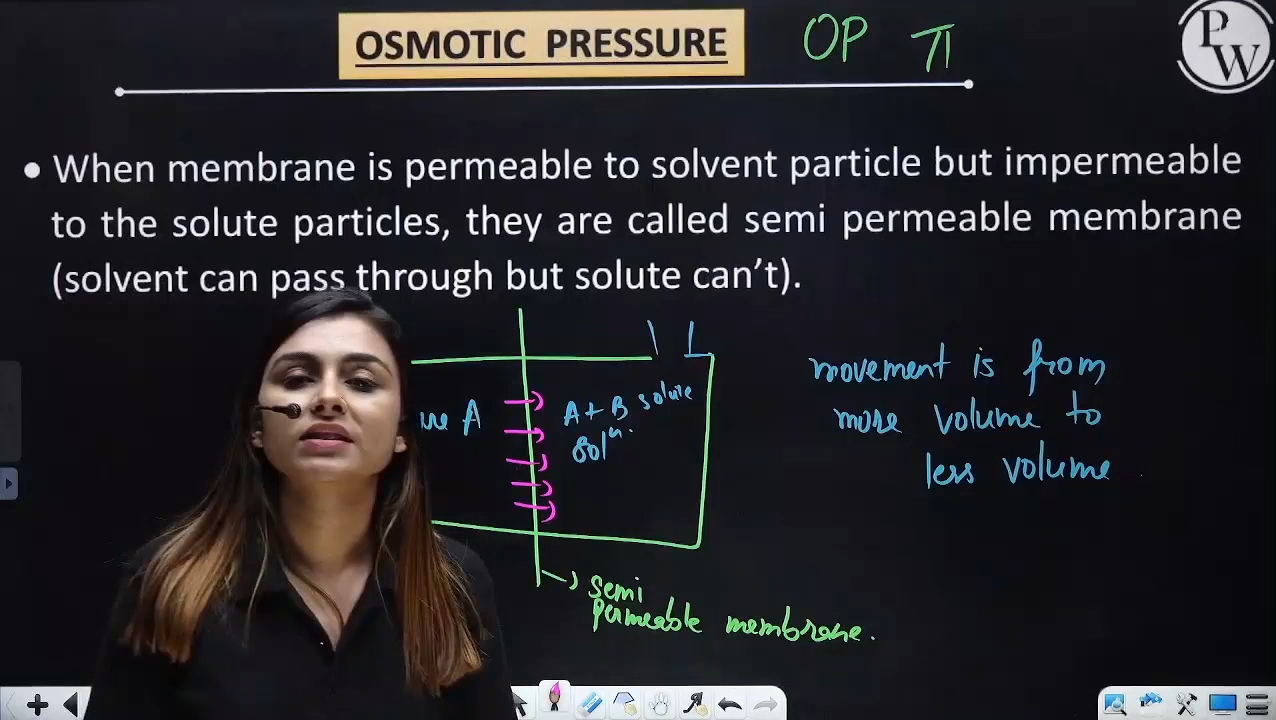 OSMOTIC PRESSURE OP π
PW
• When membrane is permeable to solvent particle but impermeable
to the solute particles, they are called semi permeable membrane
(solvent can pass through but solute can't).
movement is from
more volume to
less volume
A
A + B solute
solⁿ.
semi
permeable membrane.